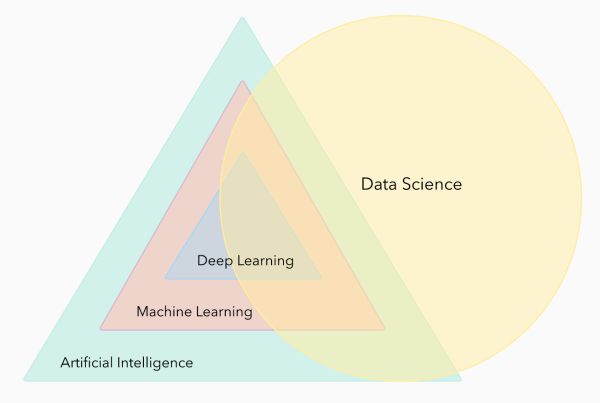 Data Science
Deep Learning
Machine Learning
Artificial Intelligence